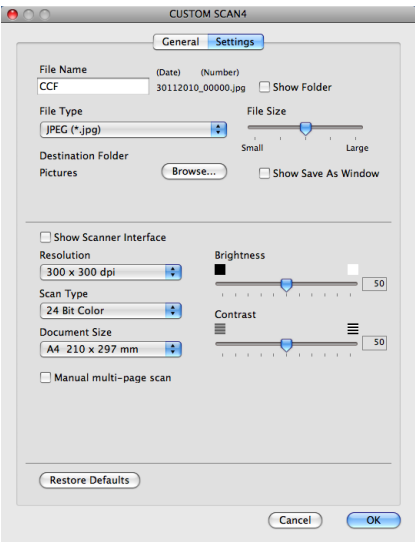 CUSTOM SCAN4
General Settings
File Name
(Date) (Number)
CCF
30112010_00000.jpg
Show Folder
File Type
File Size
JPEG (*.jpg)
Small Large
Destination Folder
Pictures
Browse...
Show Save As Window
Show Scanner Interface
Resolution
Brightness
300 x 300 dpi
50
Scan Type
24 Bit Color
Contrast
Document Size
A4 210 x 297 mm
50
Manual multi-page scan
Restore Defaults
Cancel OK